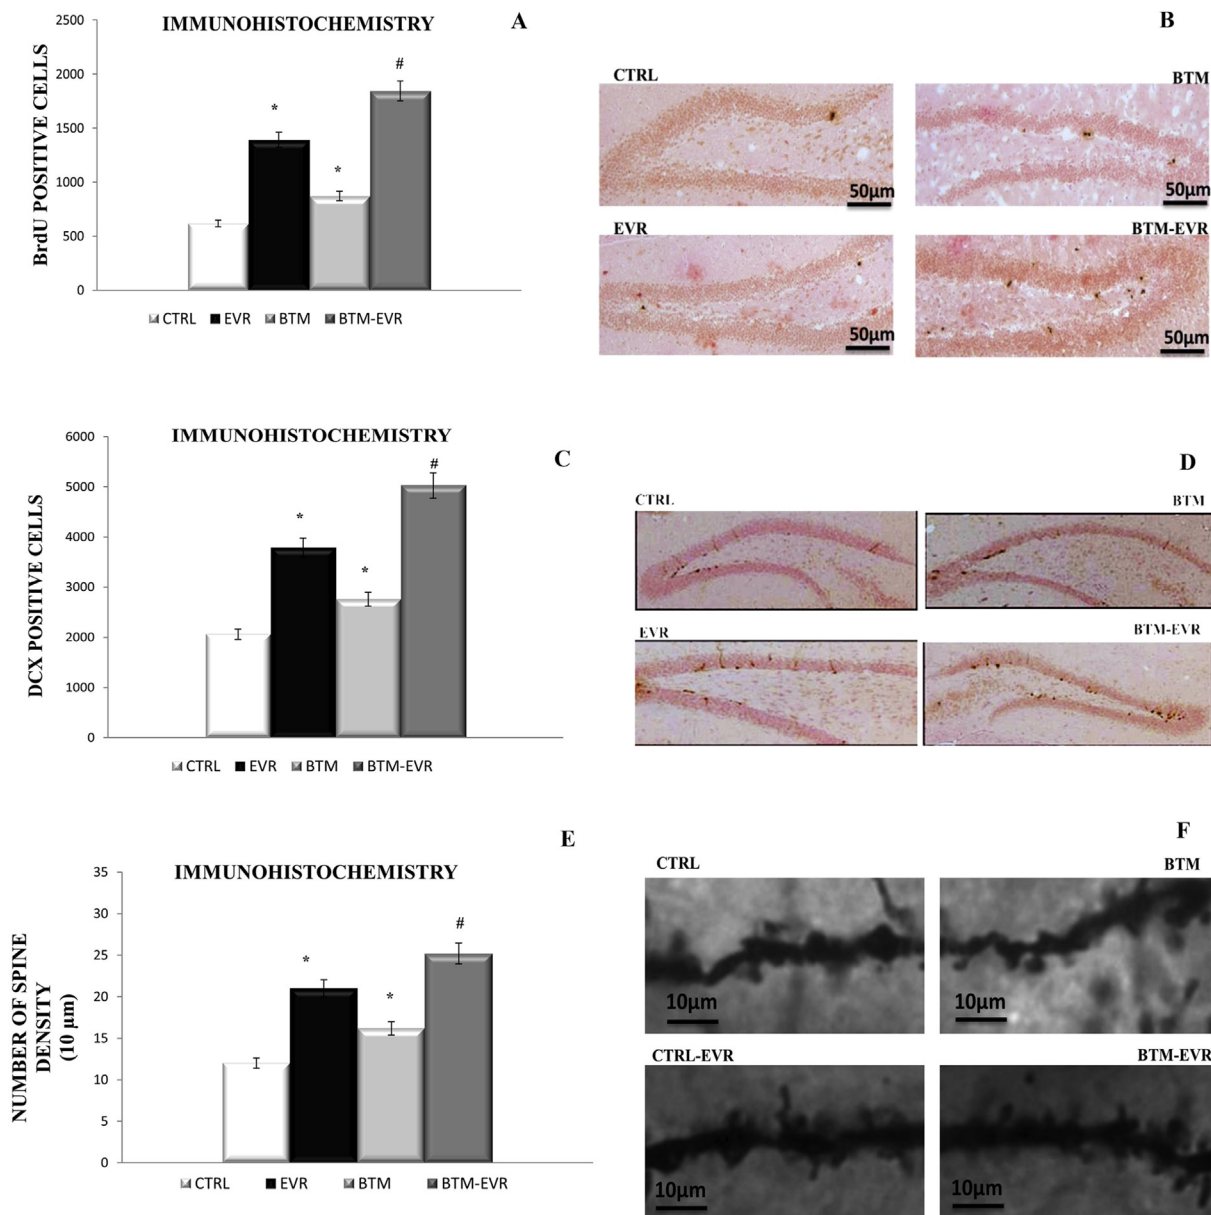 IMMUNOHISTOCHEMISTRY
A
BrdU POSITIVE CELLS
2500
2000
1500
1000
500
0
*
*
#
CTRL EVR BTM BTM-EVR
B
CTRL
BTM
50µm
50µm
EVR
BTM-EVR
50µm
50µm
IMMUNOHISTOCHEMISTRY
C
DCX POSITIVE CELLS
6000
5000
4000
3000
2000
1000
0
*
*
#
CTRL EVR BTM BTM-EVR
D
CTRL
BTM
EVR
BTM-EVR
E
IMMUNOHISTOCHEMISTRY
NUMBER OF SPINE
DENSITY
(10 µm)
35
30
25
20
15
10
5
0
*
*
#
CTRL EVR BTM BTM-EVR
F
CTRL
BTM
10µm
10µm
CTRL-EVR
BTM-EVR
10µm
10µm